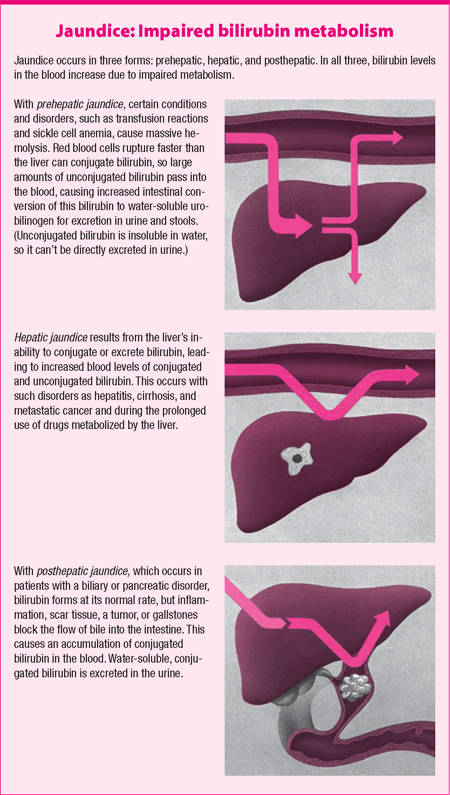 Jaundice: Impaired bilirubin metabolism
Jaundice occurs in three forms: prehepatic, hepatic, and posthepatic. In all three, bilirubin levels
in the blood increase due to impaired metabolism.
With prehepatic jaundice, certain conditions
and disorders, such as transfusion reactions
and sickle cell anemia, cause massive he-
molysis. Red blood cells rupture faster than
the liver can conjugate bilirubin, so large
amounts of unconjugated bilirubin pass into
the blood, causing increased intestinal con-
version of this bilirubin to water-soluble uro-
bilinogen for excretion in urine and stools.
(Unconjugated bilirubin is insoluble in water,
so it can't be directly excreted in urine.)
Hepatic jaundice results from the liver's in-
ability to conjugate or excrete bilirubin, lead-
ing to increased blood levels of conjugated
and unconjugated bilirubin. This occurs with
such disorders as hepatitis, cirrhosis, and
metastatic cancer and during the prolonged
use of drugs metabolized by the liver.
With posthepatic jaundice, which occurs in
patients with a biliary or pancreatic disorder,
bilirubin forms at its normal rate, but inflam-
mation, scar tissue, a tumor, or gallstones
block the flow of bile into the intestine. This
causes an accumulation of conjugated
bilirubin in the blood. Water-soluble, conju-
gated bilirubin is excreted in the urine.